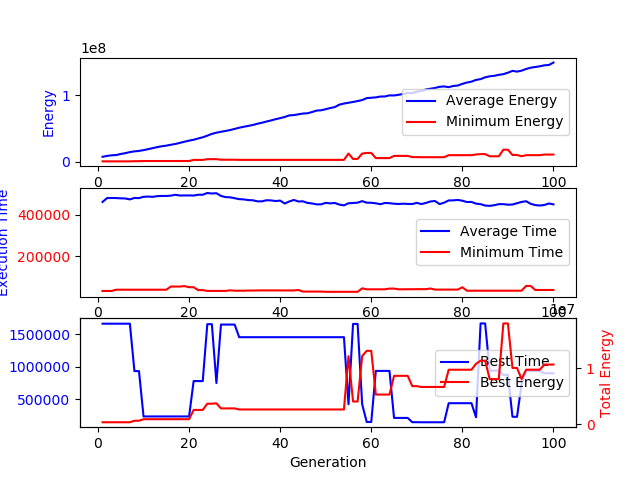 1e8
Energy
1
0
Average Energy
Minimum Energy
0 20 40 60 80 100
Execution Time
400000
200000
Average Time
Minimum Time
0 20 40 60 80 100
1e7
1500000
1000000
500000
Best Time
Best Energy
1
0
Total Energy
0 20 40 60 80 100
Generation